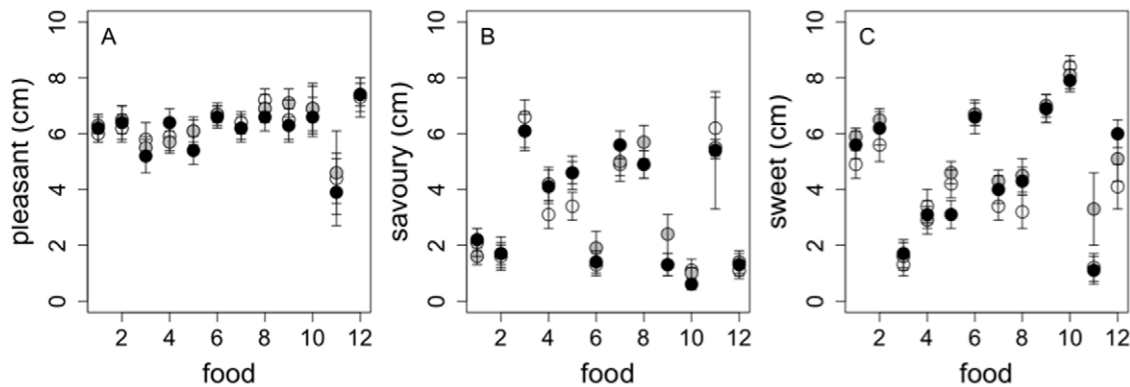 A
pleasant (cm)
0 2 4 6 8 10
2 4 6 8 10 12
food
B
savoury (cm)
0 2 4 6 8 10
2 4 6 8 10 12
food
C
sweet (cm)
0 2 4 6 8 10
2 4 6 8 10 12
food